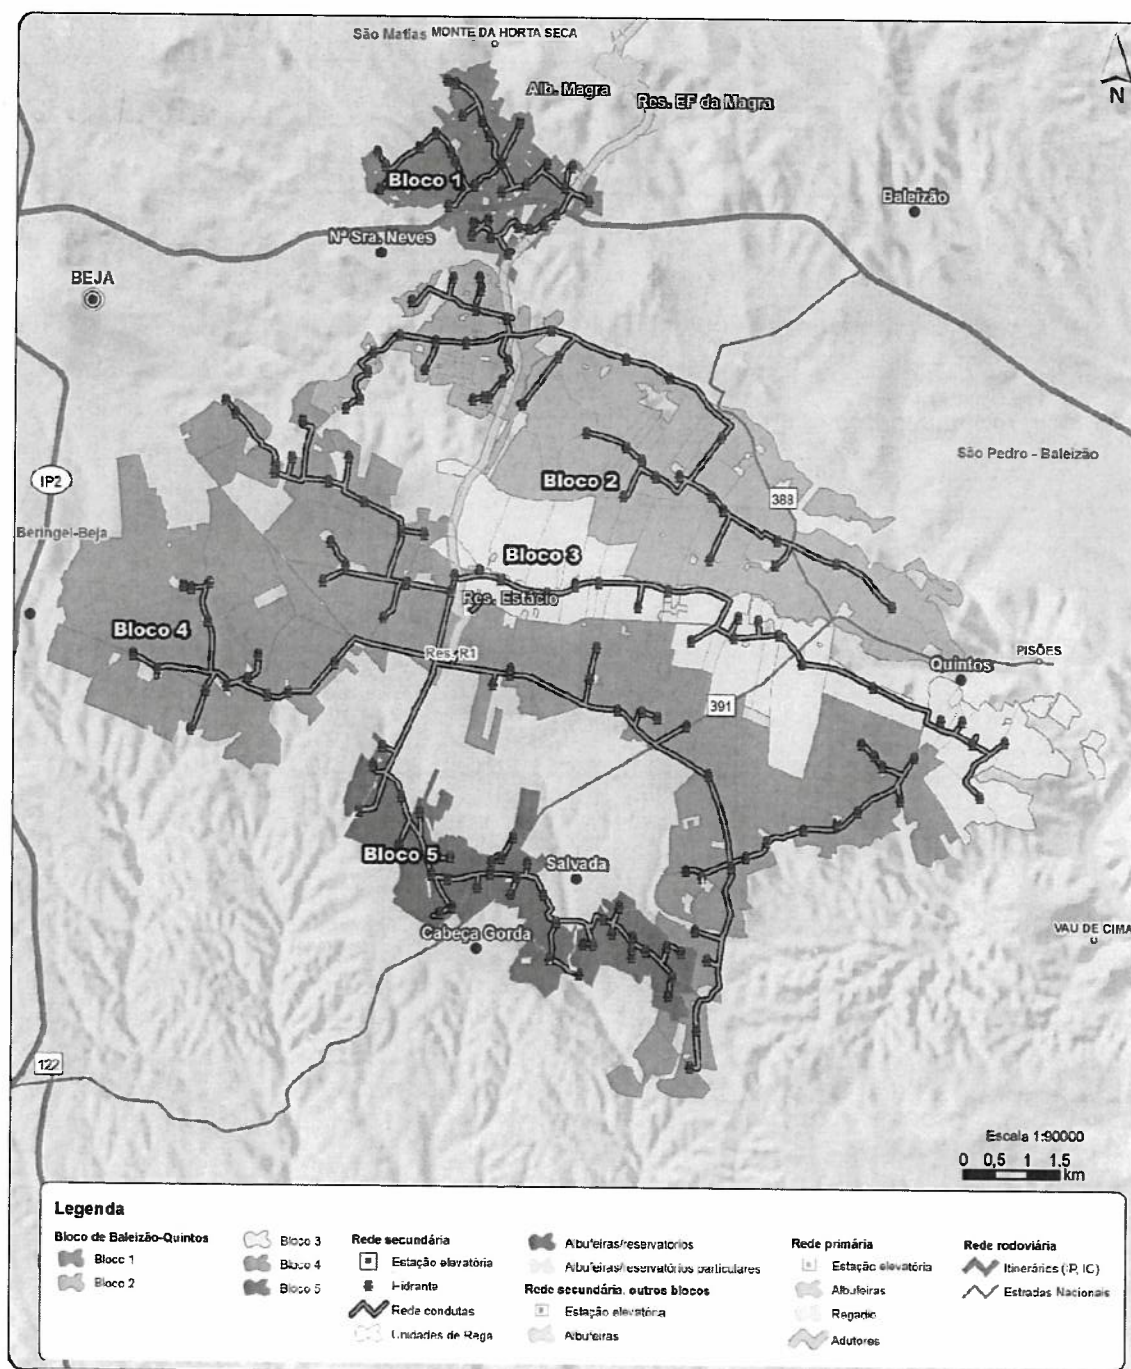 São Matias MONTE DA HORTA SECA
Alb. Magra
Res. EF da Magra
N
Bloco 1
Baleizão
Nª Sra. Neves
BEJA
São Pedro - Baleizão
IP2
Bloco 2
388
Beringel-Beja
Bloco 3
Res. Estácio
Bloco 4
Res. R1
PISÕES
Quintos
391
Bloco 5
Salvada
Cabeça Gorda
VAU DE CIMA
122
Escala 1:90000
0 0,5 1 1.5
km
Legenda
Bloco de Baleizão-Quintos
Bloco 1
Bloco 2
Bloco 3
Bloco 4
Bloco 5
Rede secundária
Estação elevatória
Hidrante
Rede condutas
Unidades de Rega
Albufeiras/reservatórios
Albufeiras/reservatórios particulares
Rede secundária, outros blocos
Estação elevatória
Albufeiras
Rede primária
Estação elevatória
Albufeiras
Regadio
Adutores
Rede rodoviária
Itinerários (IP, IC)
Estradas Nacionais